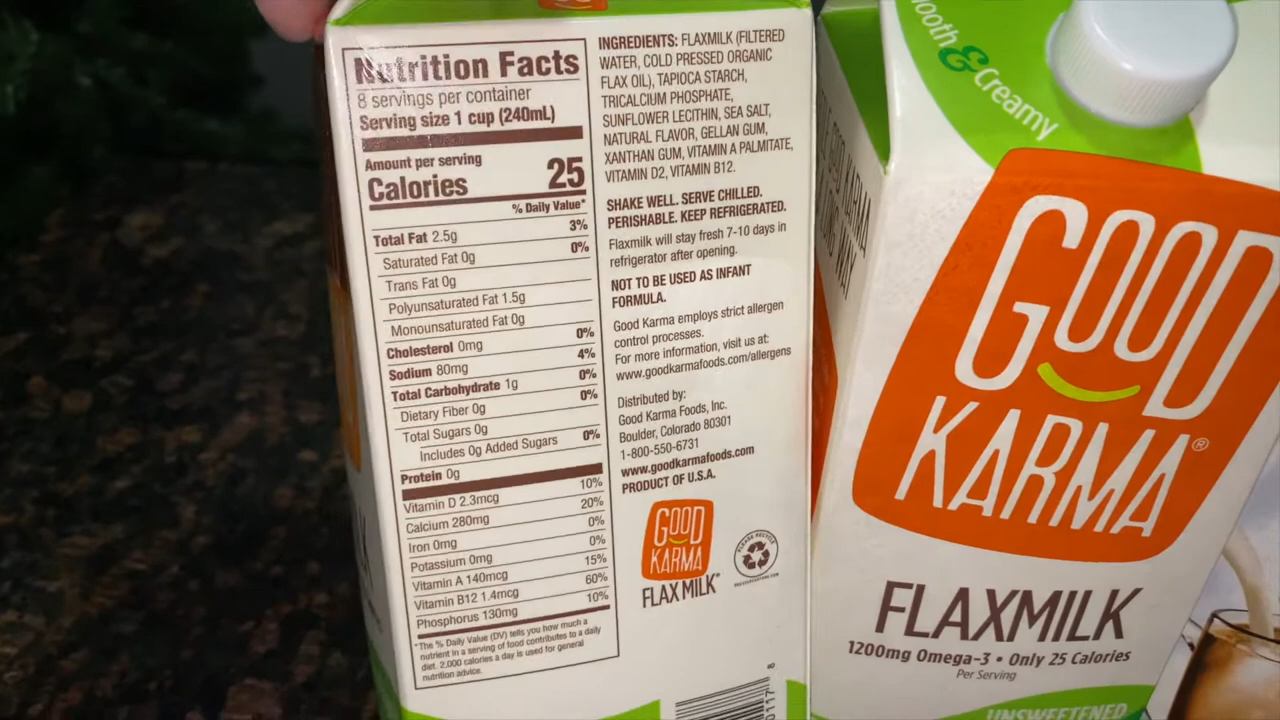 GOOD
Nutrition Facts
8 servings per container
Serving size 1 cup (240mL)
Amount per serving
Calories 25
% Daily Value*
Total Fat 2.5g 3%
Saturated Fat 0g 0%
Trans Fat 0g
Polyunsaturated Fat 1.5g
Monounsaturated Fat 0g
Cholesterol 0mg 0%
Sodium 80mg 4%
Total Carbohydrate 1g 0%
Dietary Fiber 0g 0%
Total Sugars 0g
Includes 0g Added Sugars 0%
Protein 0g
Vitamin D 2.3mcg 10%
Calcium 280mg 20%
Iron 0mg 0%
Potassium 0mg 0%
Vitamin A 140mcg 15%
Vitamin B12 1.4mcg 60%
Phosphorus 130mg 10%
*The % Daily Value (DV) tells you how much a
nutrient in a serving of food contributes to a daily
diet. 2,000 calories a day is used for general
nutrition advice.
INGREDIENTS: FLAXMILK (FILTERED
WATER, COLD PRESSED ORGANIC
FLAX OIL), TAPIOCA STARCH,
TRICALCIUM PHOSPHATE,
SUNFLOWER LECITHIN, SEA SALT,
NATURAL FLAVOR, GELLAN GUM,
XANTHAN GUM, VITAMIN A PALMITATE,
VITAMIN D2, VITAMIN B12.
SHAKE WELL. SERVE CHILLED.
PERISHABLE. KEEP REFRIGERATED.
Flaxmilk will stay fresh 7-10 days in
refrigerator after opening.
NOT TO BE USED AS INFANT
FORMULA.
Good Karma employs strict allergen
control processes.
For more information, visit us at:
www.goodkarmafoods.com/allergens
Distributed by:
Good Karma Foods, Inc.
Boulder, Colorado 80301
1-800-550-6731
www.goodkarmafoods.com
PRODUCT OF U.S.A.
GOOD
KARMA
FLAX MILK
PLEASE RECYCLE
0117 8
GOOD KARMA
& Creamy
GOOD
KARMA®
FLAXMILK
1200mg Omega-3 • Only 25 Calories
Per Serving
UNSWEETENED